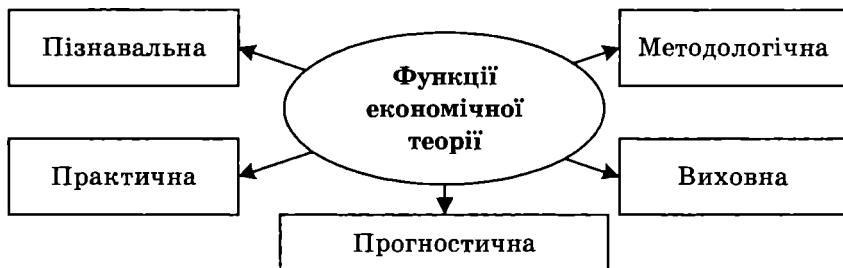 Пізнавальна
Функції
економічної
теорії
Методологічна
Практична
Виховна
Прогностична